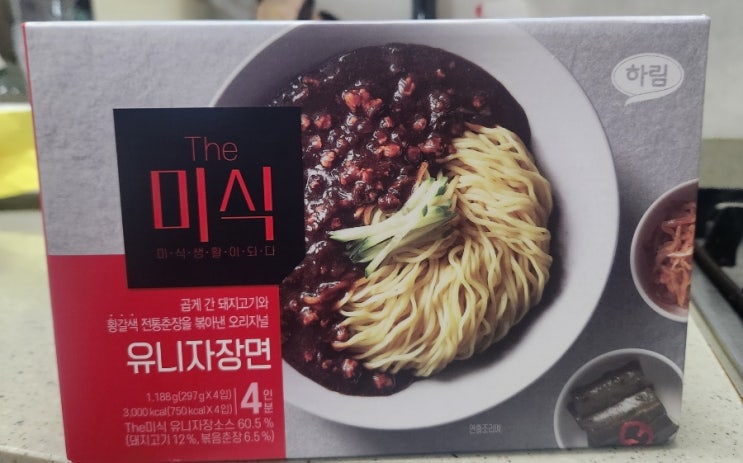 하림
The
미식
미·식·생·활·이·되·다
곱게 간 돼지고기와
황갈색 전통춘장을 볶아낸 오리지널
유니자장면
1,188g(297g X 4입)
3,000 kcal(750 kcal X 4입)
4인분
The미식 유니자장소스 60.5 %
(돼지고기 12 %, 볶음춘장 6.5 %)
연출조리예